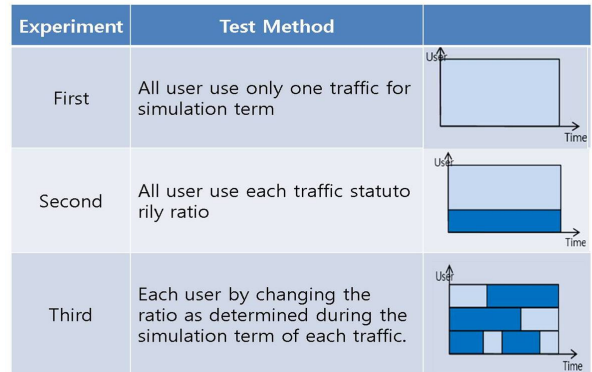 Experiment Test Method
User
First
All user use only one traffic for
simulation term
Time
User
Second
All user use each traffic statuto
rily ratio
Time
User
Third
Each user by changing the
ratio as determined during the
simulation term of each traffic.
Time